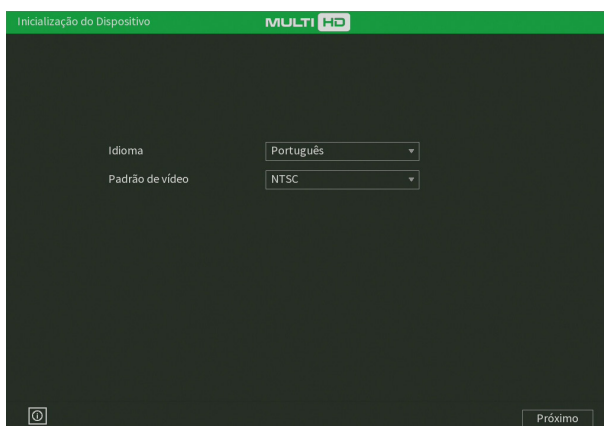 Inicialização do Dispositivo MULTI HD
Idioma Português
Padrão de vídeo NTSC
Próximo